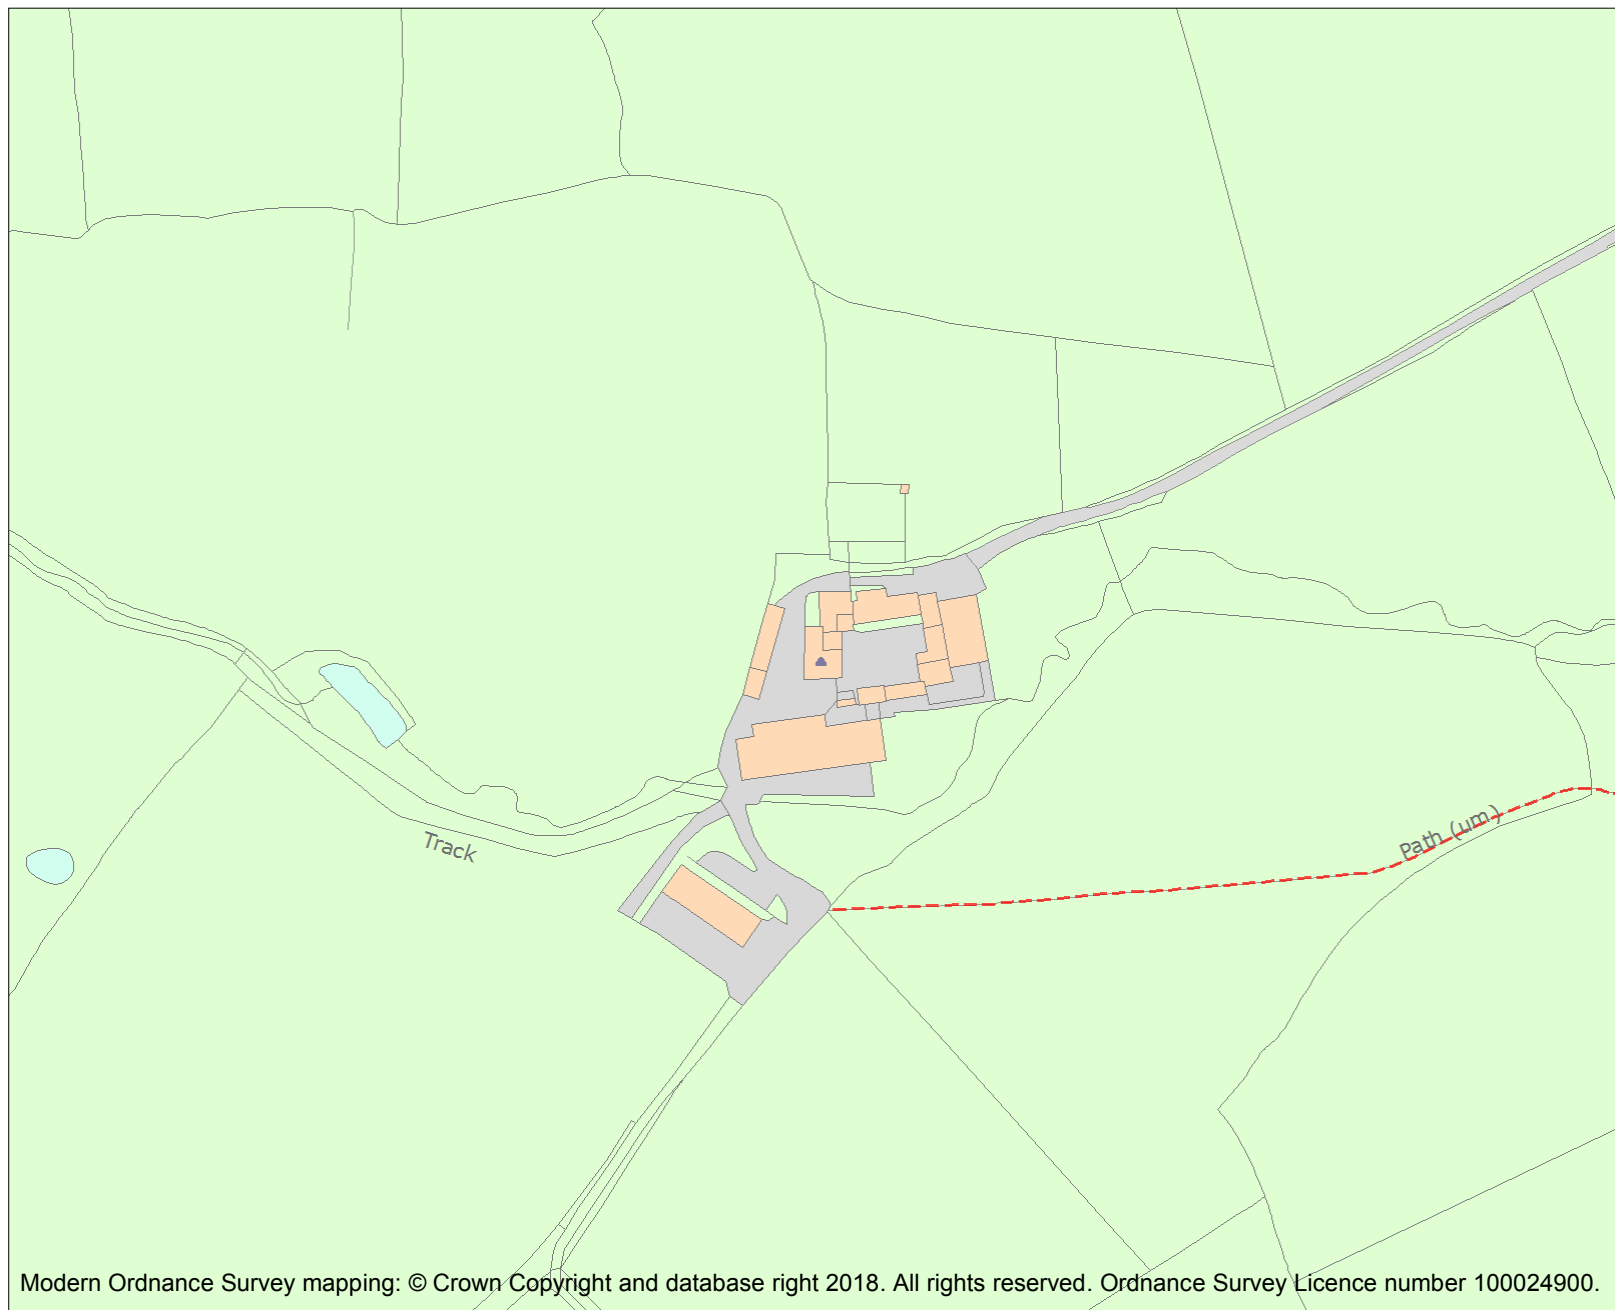 Path (um)
Track
Modern Ordnance Survey mapping: © Crown Copyright and database right 2018. All rights reserved. Ordnance Survey Licence number 100024900.